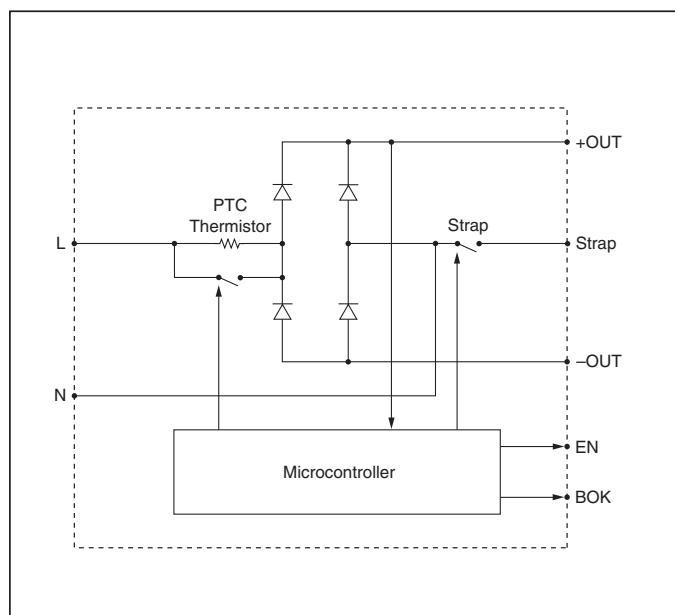 +OUT
PTC
Thermistor
Strap
L
Strap
–OUT
N
EN
Microcontroller
BOK